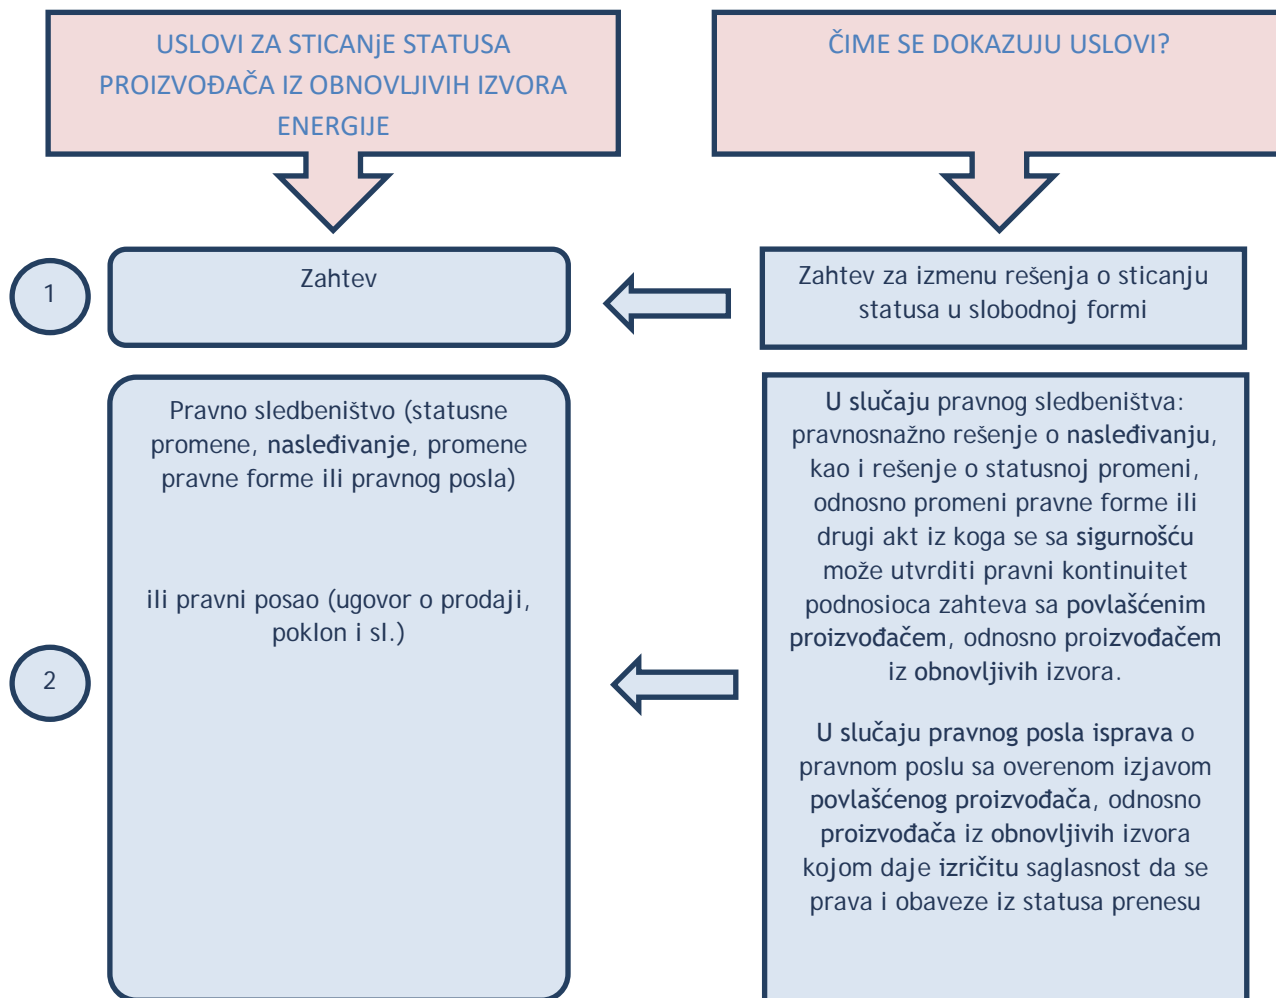 USLOVI ZA STICANjE STATUSA
PROIZVOĐAČA IZ OBNOVLJIVIH IZVORA
ENERGIJE
ČIME SE DOKAZUJU USLOVI?
1
Zahtev
Zahtev za izmenu rešenja o sticanju
statusa u slobodnoj formi
2
Pravno sledbeništvo (statusne
promene, nasleđivanje, promene
pravne forme ili pravnog posla)
ili pravni posao (ugovor o prodaji,
poklon i sl.)
U slučaju pravnog sledbeništva:
pravnosnažno rešenje o nasleđivanju,
kao i rešenje o statusnoj promeni,
odnosno promeni pravne forme ili
drugi akt iz koga se sa sigurnošću
može utvrditi pravni kontinuitet
podnosioca zahteva sa povlašćenim
proizvođačem, odnosno proizvođačem
iz obnovljivih izvora.
U slučaju pravnog posla isprava o
pravnom poslu sa overenom izjavom
povlašćenog proizvođača, odnosno
proizvođača iz obnovljivih izvora
kojom daje izričitu saglasnost da se
prava i obaveze iz statusa prenesu